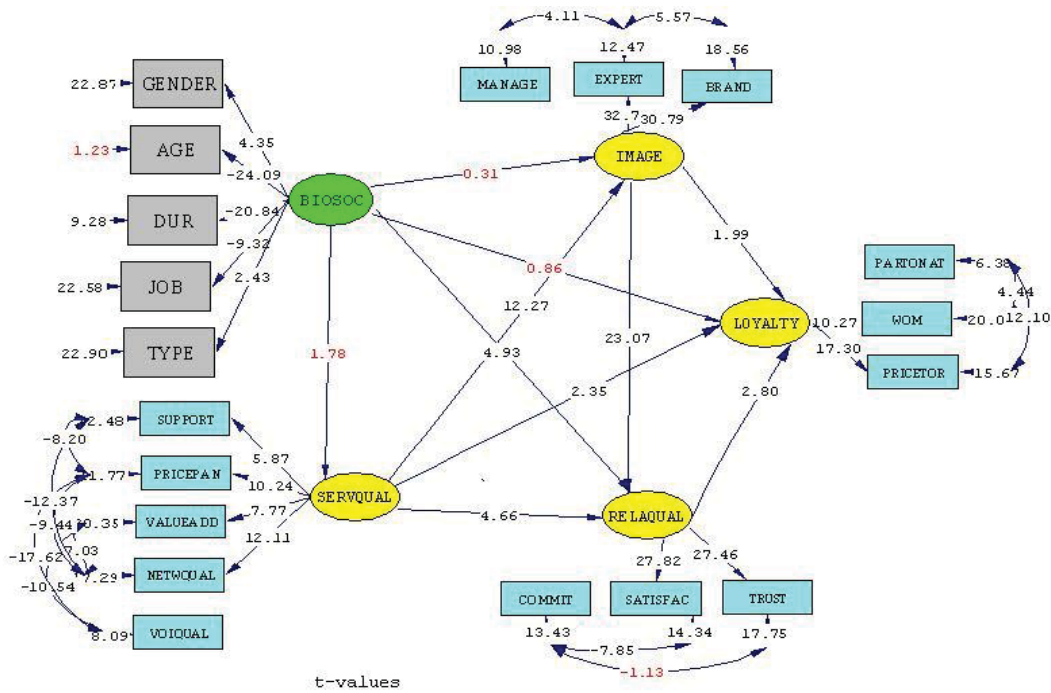 -4.11 5.57
10.98 12.47 18.56
MANAGE EXPERT BRAND
32.7 30.79
22.87 GENDER
4.35
1.23 AGE
-24.09
IMAGE
0.31
BIOSOC
9.28 DUR
-20.84
-9.32
1.99
22.58 JOB
2.43
0.86
12.27
PARTONAT 6.38
4.44
LOYALTY 10.27 WOM 20.0 12.10
17.30
PRICETOR 15.67
22.90 TYPE
1.78
4.93
23.07
2.35
2.80
2.48 SUPPORT
-8.20
5.87
PRICEPAN
10.24
-12.37
SERVQUAL
4.66
RELAQUAL
-9.44 VALUEADD
7.77
12.11
-17.62 7.03
7.29 NETWQUAL
-10.54
27.82 27.46
COMMIT SATISFAC TRUST
13.43 14.34 17.75
8.09 VOIQUAL
-7.85
-1.13
t-values